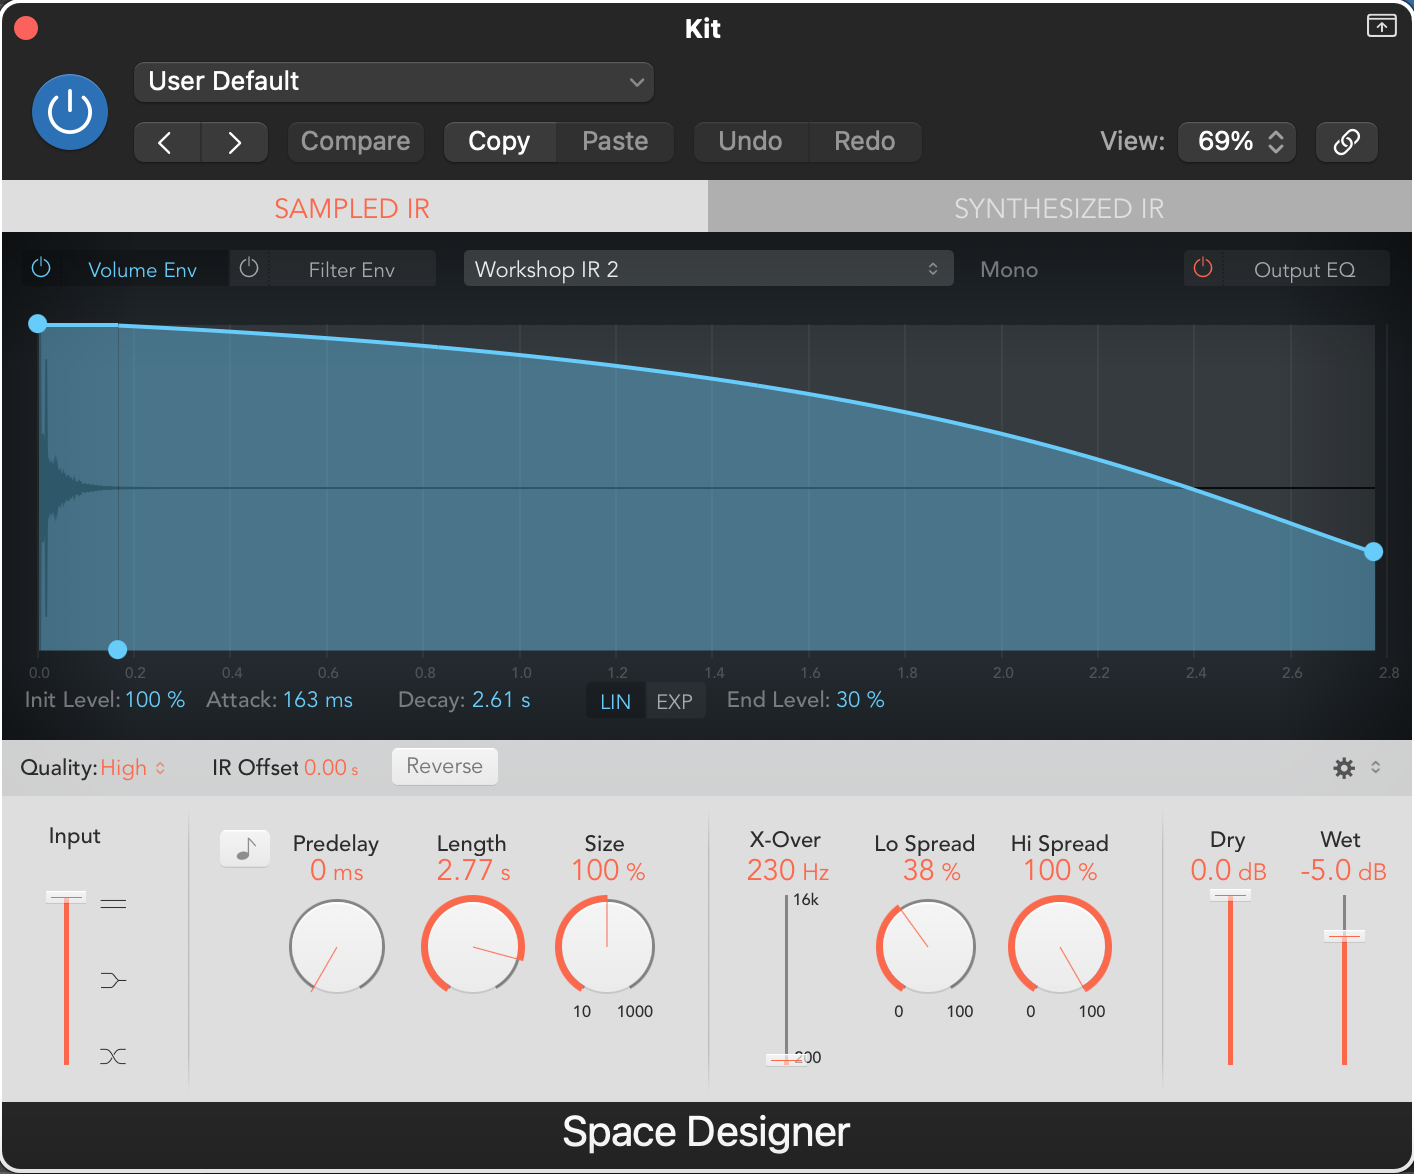 Kit
User Default
Compare Copy Paste Undo Redo View: 69%
SAMPLED IR SYNTHESIZED IR
Volume Env Filter Env Workshop IR 2 Mono Output EQ
0.0 0.2 0.4 0.6 0.8 1.0 1.2 1.4 1.6 1.8 2.0 2.2 2.4 2.6 2.8
Init Level: 100 % Attack: 163 ms Decay: 2.61 s LIN EXP End Level: 30 %
Quality: High IR Offset 0.00 s Reverse
Input Predelay Length Size X-Over Lo Spread Hi Spread Dry Wet
0 ms 2.77 s 100 % 230 Hz 38 % 100 % 0.0 dB -5.0 dB
16k
10 1000 0 100 0 100
200
Space Designer